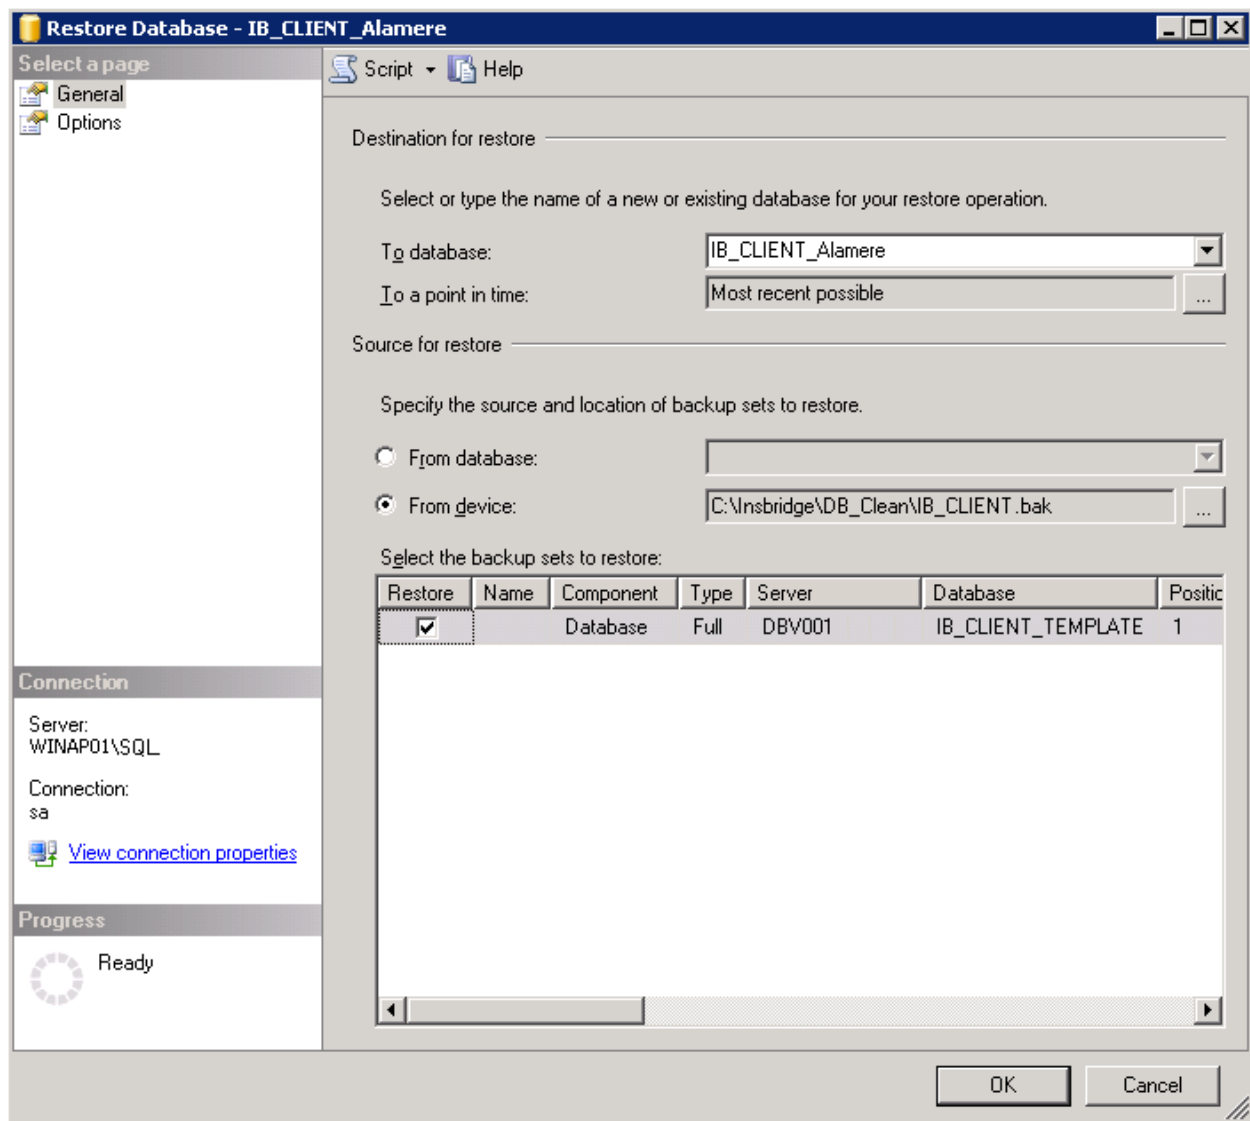 Restore Database - IB_CLIENT_Alamere
Select a page
General
Options
Script
Help
Destination for restore
Select or type the name of a new or existing database for your restore operation.
To database: IB_CLIENT_Alamere
To a point in time: Most recent possible
...
Source for restore
Specify the source and location of backup sets to restore.
From database:
From device: C:\Insbridge\DB_Clean\IB_CLIENT.bak
...
Select the backup sets to restore:
Restore Name Component Type Server Database Positic
Database Full DBV001 IB_CLIENT_TEMPLATE 1
Connection
Server:
WINAP01\SQL
Connection:
sa
View connection properties
Progress
Ready
OK Cancel